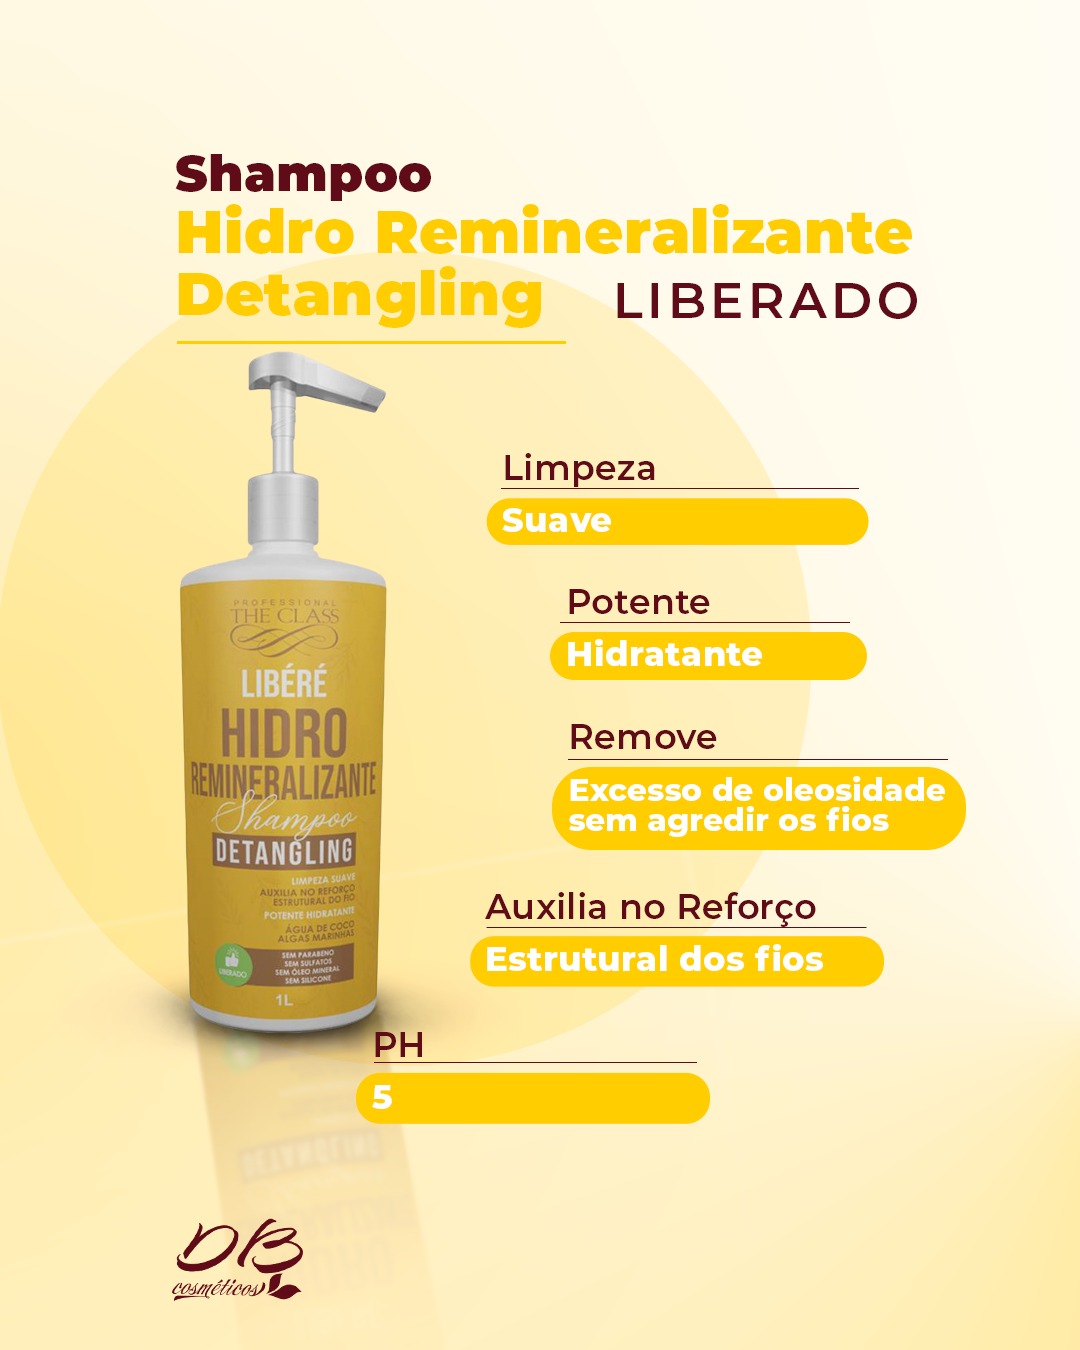 Shampoo
Hidro Remineralizante
Detangling LIBERADO
PROFESSIONAL
THE CLASS
LIBÉRÉ
HIDRO
REMINERALIZANTE
Shampoo
DETANGLING
LIMPEZA SUAVE
AUXILIA NO REFORÇO
ESTRUTURAL DO FIO
POTENTE HIDRATANTE
ÁGUA DE COCO
ALGAS MARINHAS
LIBERADO
SEM PARABENO
SEM SULFATOS
SEM ÓLEO MINERAL
SEM SILICONE
1L
Limpeza
Suave
Potente
Hidratante
Remove
Excesso de oleosidade
sem agredir os fios
Auxilia no Reforço
Estrutural dos fios
PH
5
DB
cosméticos